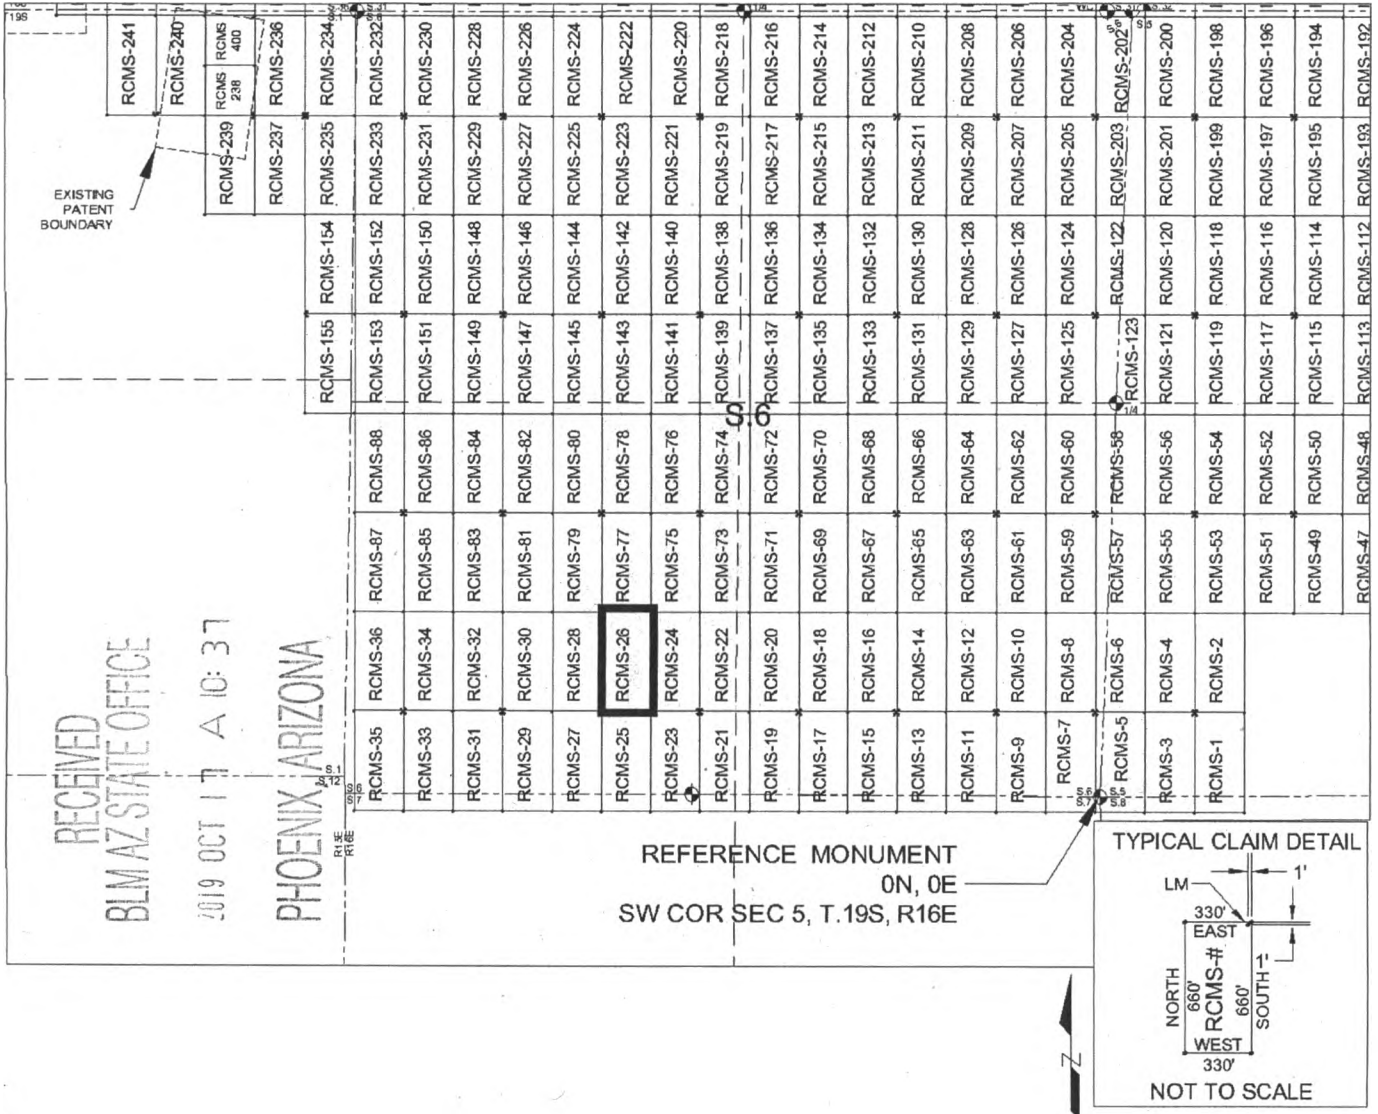 19S
S.36 S.31
S.1 S.6
1/4
S.6 S.5
RCMS-241 RCMS-240 RCMS 400 RCMS-236 RCMS-234 RCMS-232 RCMS-230 RCMS-228 RCMS-226 RCMS-224 RCMS-222 RCMS-220 RCMS-218 RCMS-216 RCMS-214 RCMS-212 RCMS-210 RCMS-208 RCMS-206 RCMS-204 RCMS-202 RCMS-200 RCMS-198 RCMS-196 RCMS-194 RCMS-192
RCMS 238
RCMS-239 RCMS-237 RCMS-235 RCMS-233 RCMS-231 RCMS-229 RCMS-227 RCMS-225 RCMS-223 RCMS-221 RCMS-219 RCMS-217 RCMS-215 RCMS-213 RCMS-211 RCMS-209 RCMS-207 RCMS-205 RCMS-203 RCMS-201 RCMS-199 RCMS-197 RCMS-195 RCMS-193
EXISTING
PATENT
BOUNDARY
RCMS-154 RCMS-152 RCMS-150 RCMS-148 RCMS-146 RCMS-144 RCMS-142 RCMS-140 RCMS-138 RCMS-136 RCMS-134 RCMS-132 RCMS-130 RCMS-128 RCMS-126 RCMS-124 RCMS-122 RCMS-120 RCMS-118 RCMS-116 RCMS-114 RCMS-112
RCMS-155 RCMS-153 RCMS-151 RCMS-149 RCMS-147 RCMS-145 RCMS-143 RCMS-141 RCMS-139 RCMS-137 RCMS-135 RCMS-133 RCMS-131 RCMS-129 RCMS-127 RCMS-125 RCMS-123 RCMS-121 RCMS-119 RCMS-117 RCMS-115 RCMS-113
1/4
S.6
RCMS-88 RCMS-86 RCMS-84 RCMS-82 RCMS-80 RCMS-78 RCMS-76 RCMS-74 RCMS-72 RCMS-70 RCMS-68 RCMS-66 RCMS-64 RCMS-62 RCMS-60 RCMS-58 RCMS-56 RCMS-54 RCMS-52 RCMS-50 RCMS-48
RCMS-87 RCMS-85 RCMS-83 RCMS-81 RCMS-79 RCMS-77 RCMS-75 RCMS-73 RCMS-71 RCMS-69 RCMS-67 RCMS-65 RCMS-63 RCMS-61 RCMS-59 RCMS-57 RCMS-55 RCMS-53 RCMS-51 RCMS-49 RCMS-47
RCMS-36 RCMS-34 RCMS-32 RCMS-30 RCMS-28 RCMS-26 RCMS-24 RCMS-22 RCMS-20 RCMS-18 RCMS-16 RCMS-14 RCMS-12 RCMS-10 RCMS-8 RCMS-6 RCMS-4 RCMS-2
RCMS-35 RCMS-33 RCMS-31 RCMS-29 RCMS-27 RCMS-25 RCMS-23 RCMS-21 RCMS-19 RCMS-17 RCMS-15 RCMS-13 RCMS-11 RCMS-9 RCMS-7 RCMS-5 RCMS-3 RCMS-1
RECEIVED
BLM AZ STATE OFFICE
2019 OCT 17 A 10: 37
PHOENIX, ARIZONA
S.1
S.12
S.6
S.7
R15E
R16E
S.6 S.5
S.7 S.8
REFERENCE MONUMENT
0N, 0E
SW COR SEC 5, T.19S, R16E
TYPICAL CLAIM DETAIL
1'
LM
330'
EAST
1'
NORTH
660'
RCMS-#
660'
SOUTH
WEST
330'
NOT TO SCALE
N